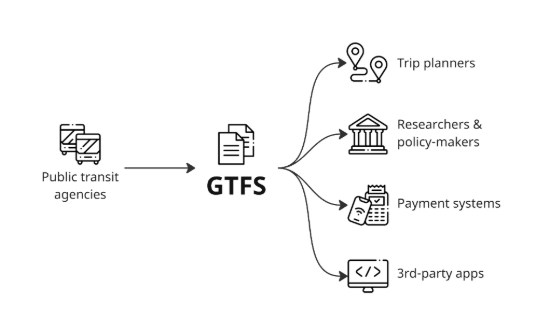 Public transit
agencies
GTFS
Trip planners
Researchers &
policy-makers
Payment systems
</>
3rd-party apps